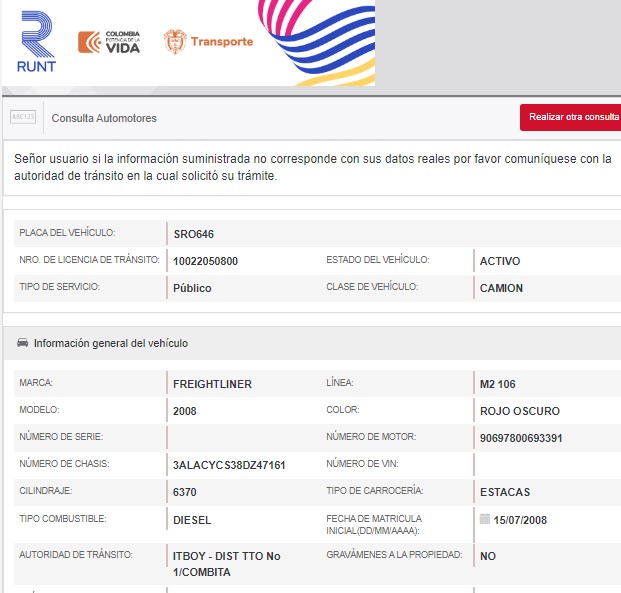 RUNT
COLOMBIA
POTENCIA DE LA
VIDA
Transporte
ABC123
Consulta Automotores
Realizar otra consulta
Señor usuario si la información suministrada no corresponde con sus datos reales por favor comuníquese con la
autoridad de tránsito en la cual solicitó su trámite.
PLACA DEL VEHÍCULO: SRO646
NRO. DE LICENCIA DE TRÁNSITO: 10022050800 ESTADO DEL VEHÍCULO: ACTIVO
TIPO DE SERVICIO: Público CLASE DE VEHÍCULO: CAMION
Información general del vehículo
MARCA: FREIGHTLINER LÍNEA: M2 106
MODELO: 2008 COLOR: ROJO OSCURO
NÚMERO DE SERIE: NÚMERO DE MOTOR: 90697800693391
NÚMERO DE CHASIS: 3ALACYCS38DZ47161 NÚMERO DE VIN:
CILINDRAJE: 6370 TIPO DE CARROCERÍA: ESTACAS
TIPO COMBUSTIBLE: DIESEL FECHA DE MATRICULA
INICIAL(DD/MM/AAAA): 15/07/2008
AUTORIDAD DE TRÁNSITO: ITBOY - DIST TTO No
1/COMBITA GRAVÁMENES A LA PROPIEDAD: NO